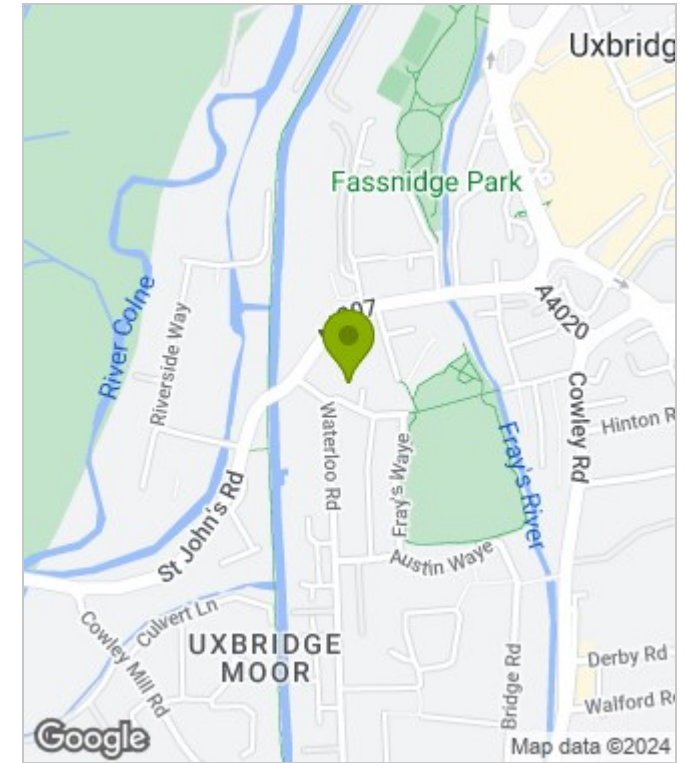 Uxbridg
Fassnidge Park
A4020
River Colne
Riverside Way
Waterloo Rd
Fray's Waye
Cowley Rd
Hinton R
Fray's River
St John's Rd
Austin Waye
Culvert Ln
Cowley Mill Rd
UXBRIDGE
MOOR
Bridge Rd
Derby Rd
Walford R
Google
Map data ©2024